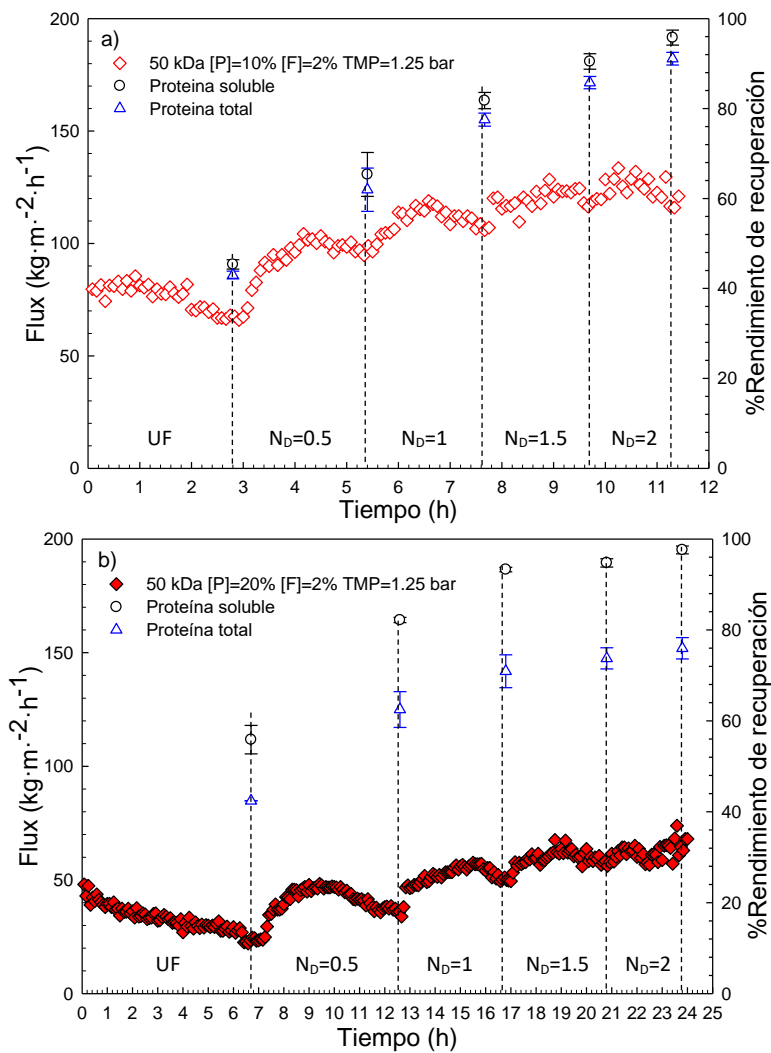 a)
50 kDa [P]=10% [F]=2% TMP=1.25 bar
Proteina soluble
Proteina total
Flux (kg·m·⁻²·h⁻¹)
%Rendimiento de recuperación
200
150
100
50
0
100
80
60
40
20
0
UF
N_D=0.5
N_D=1
N_D=1.5
N_D=2
0 1 2 3 4 5 6 7 8 9 10 11 12
Tiempo (h)
b)
50 kDa [P]=20% [F]=2% TMP=1.25 bar
Proteína soluble
Proteína total
Flux (kg·m·⁻²·h⁻¹)
%Rendimiento de recuperación
200
150
100
50
0
100
80
60
40
20
0
UF
N_D=0.5
N_D=1
N_D=1.5
N_D=2
0 1 2 3 4 5 6 7 8 9 10 11 12 13 14 15 16 17 18 19 20 21 22 23 24 25
Tiempo (h)